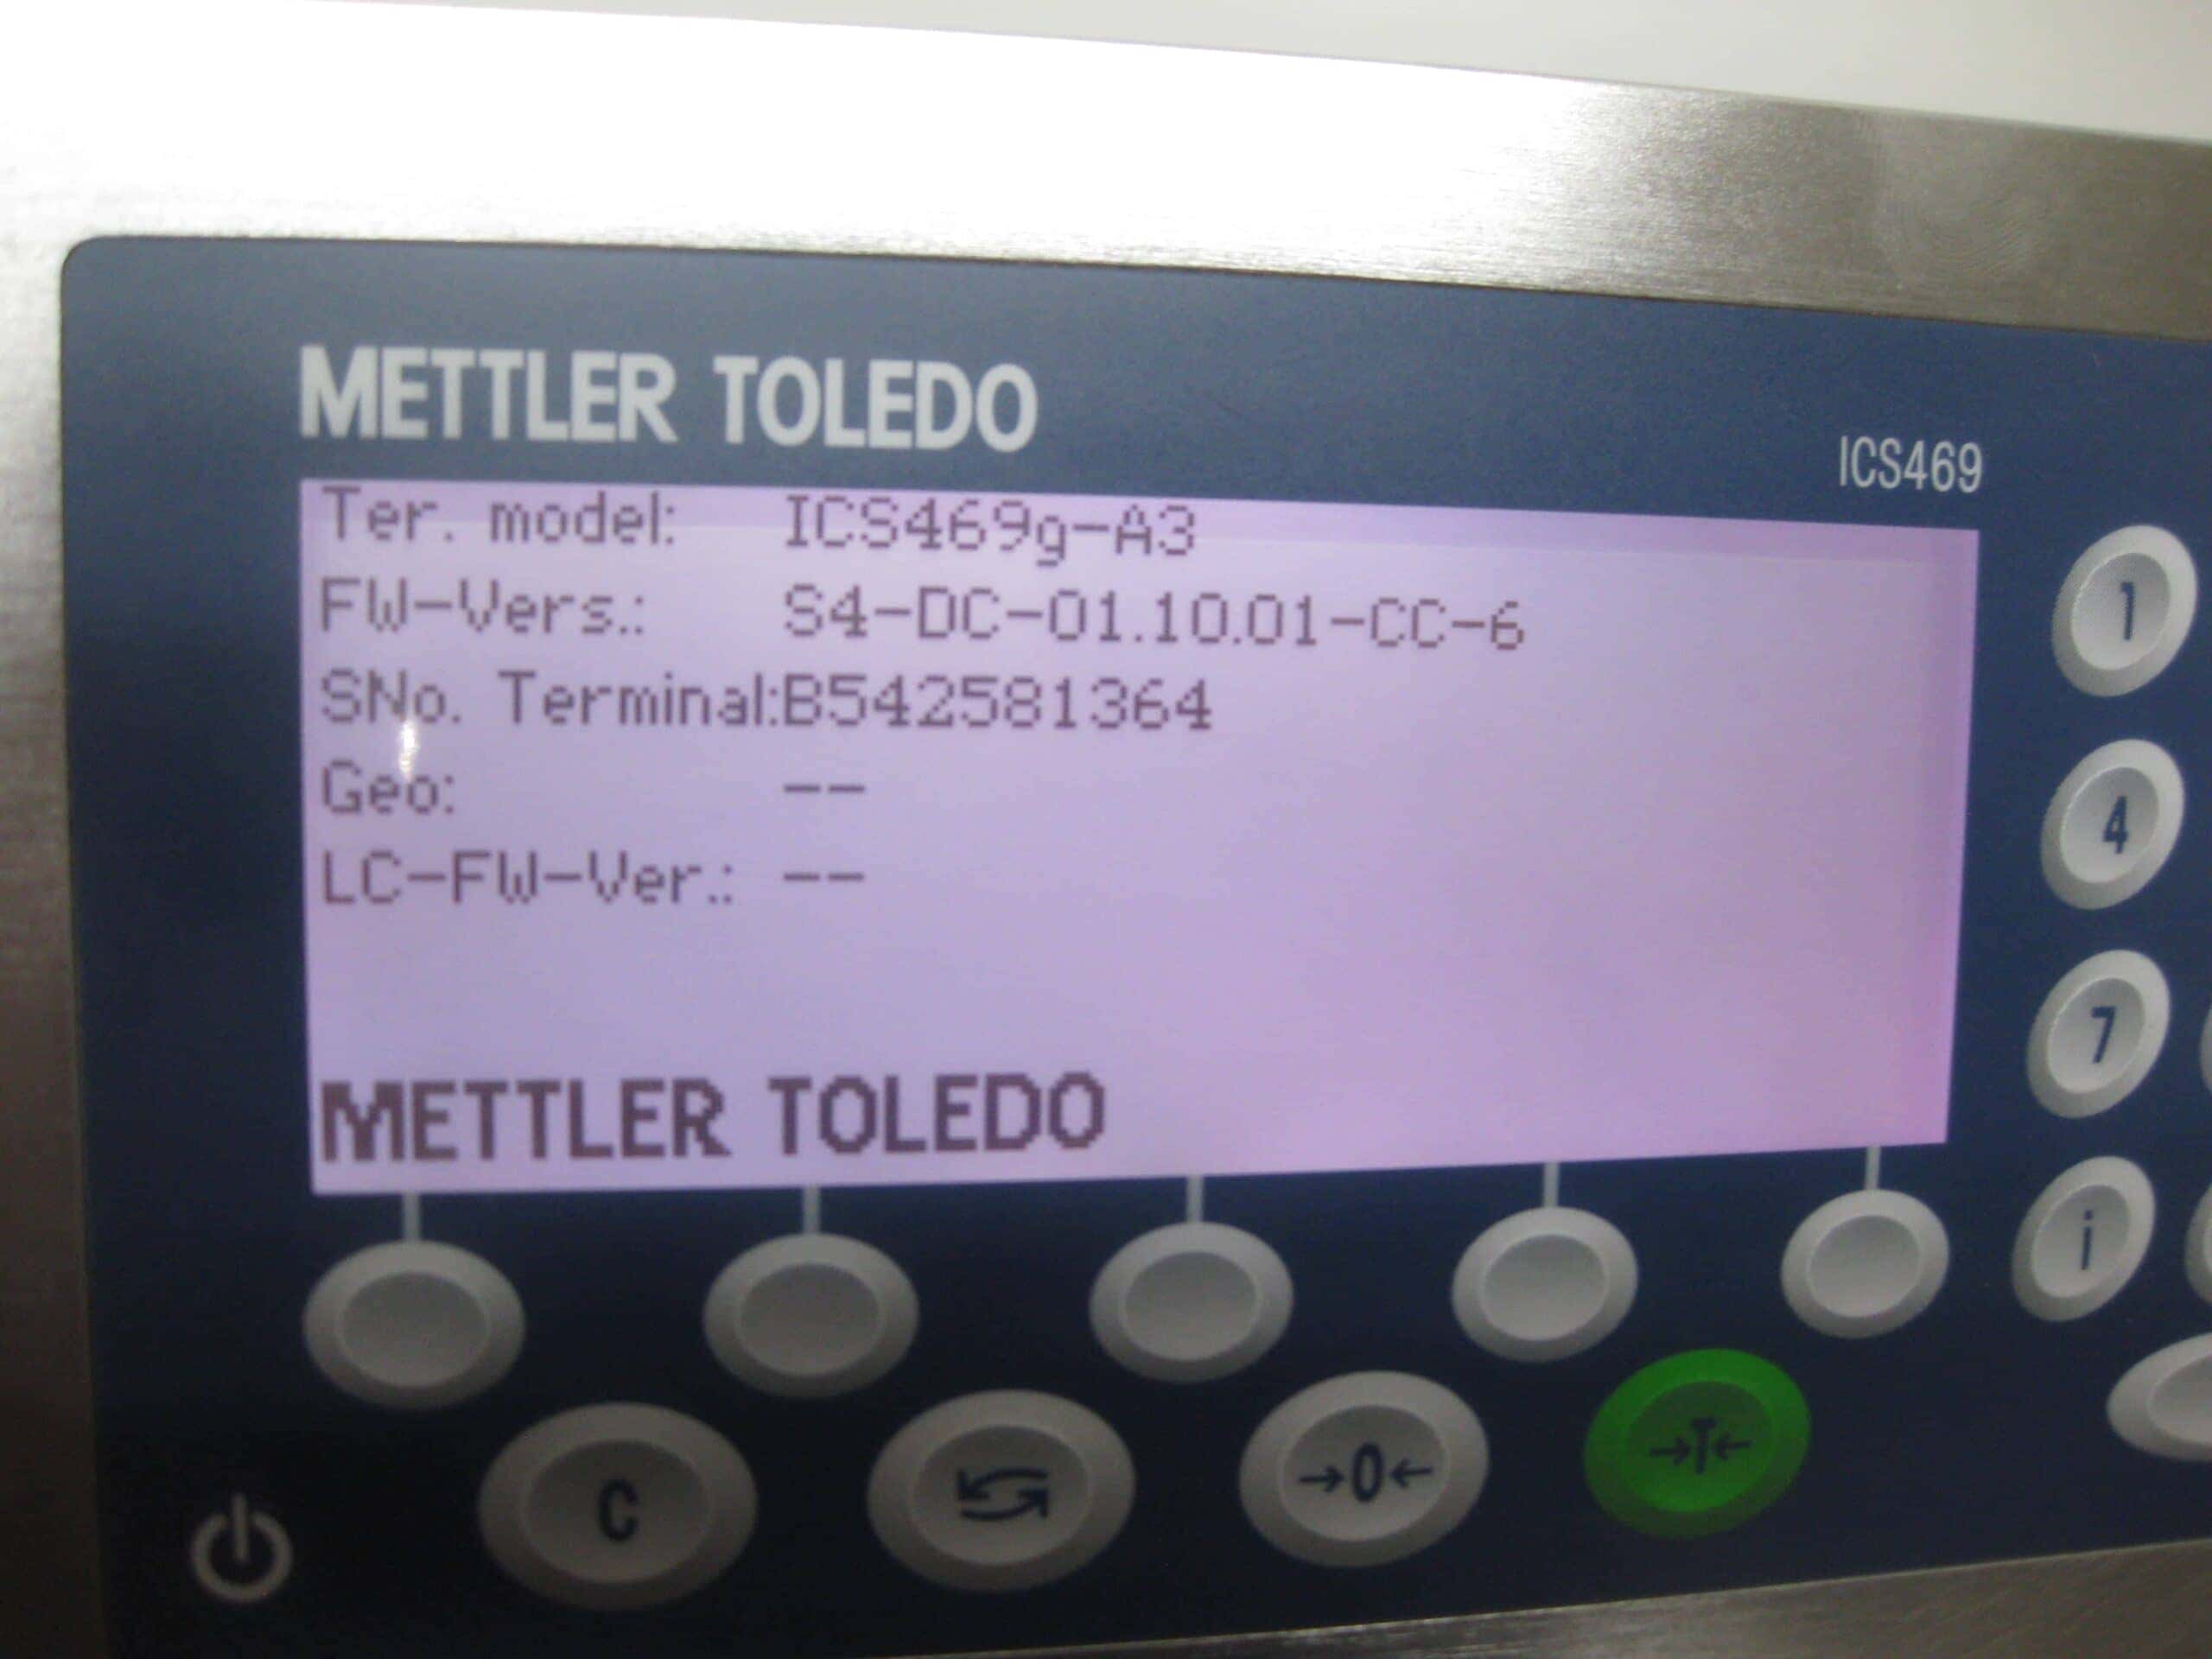 METTLER TOLEDO
ICS469
Ter. model: ICS469g-A3
FW-Vers.: S4-DC-01.10.01-CC-6
SNo. Terminal:B542581364
Geo: --
LC-FW-Ver.: --
METTLER TOLEDO
1
4
7
i
C
→0←
→T←